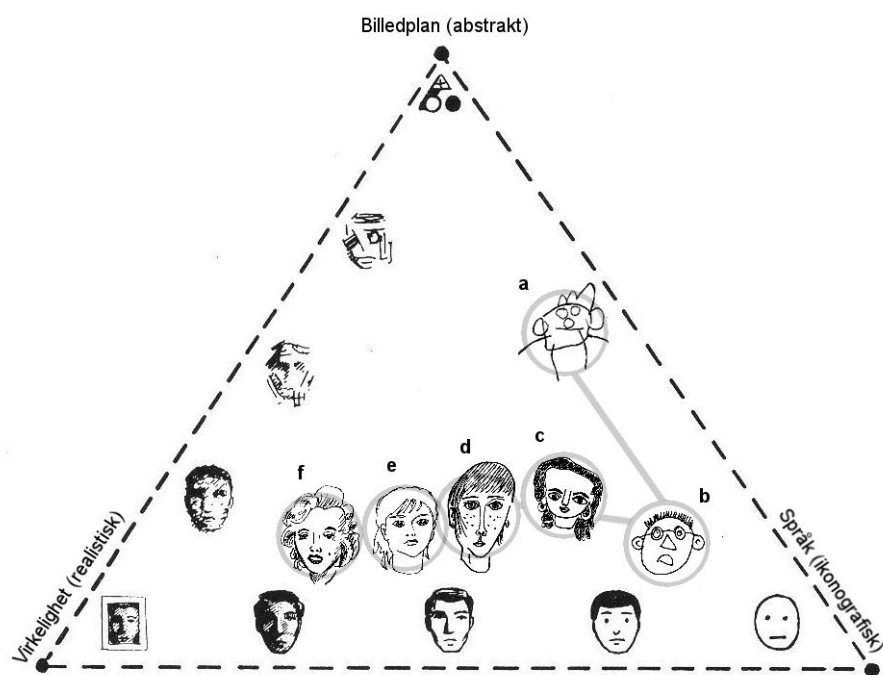 Billedplan (abstrakt)
a
c
d
e
f
b
Virkelighet (realistisk)
Språk (ikonografisk)